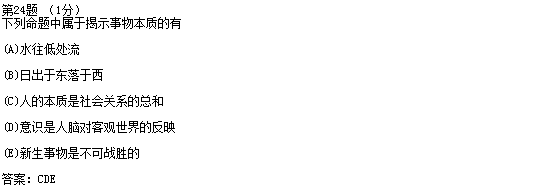 第24题 （1分）
下列命题中属于揭示事物本质的有
(A)水往低处流
(B)日出于东落于西
(C)人的本质是社会关系的总和
(D)意识是人脑对客观世界的反映
(E)新生事物是不可战胜的
答案：CDE